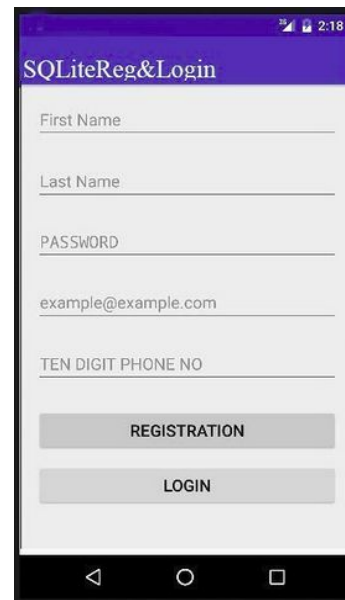 2:18
SQLiteReg&Login
First Name
Last Name
PASSWORD
example@example.com
TEN DIGIT PHONE NO
REGISTRATION
LOGIN